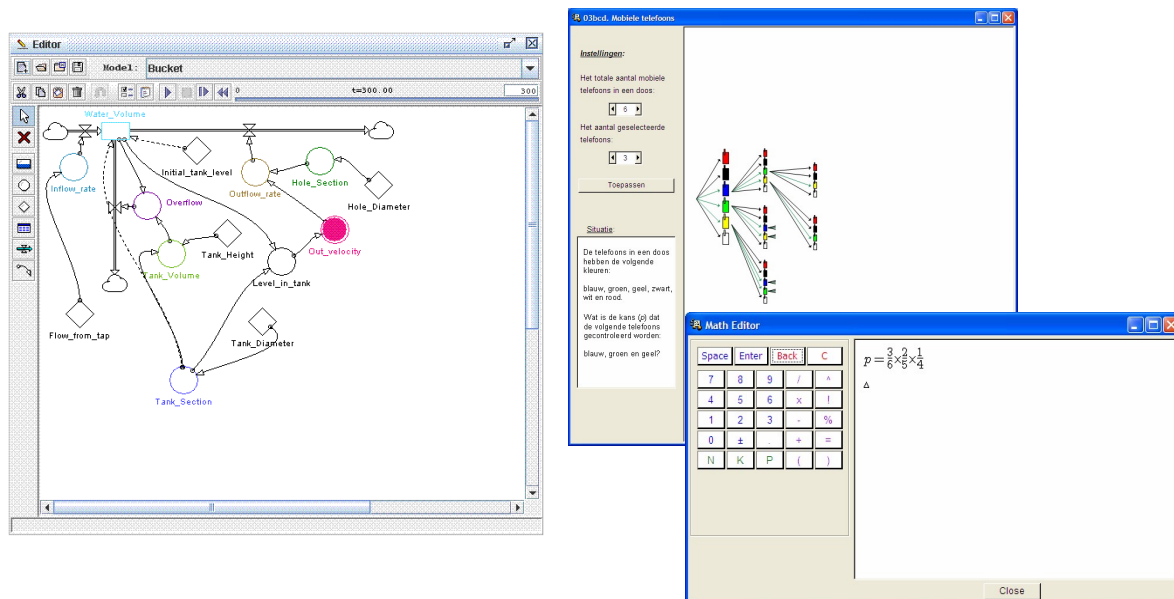 Editor
Model: Bucket
0
t=300.00
300
Water_Volume
Initial_tank_level
Inflow_rate
Outflow_rate
Hole_Section
Overflow
Hole_Diameter
Out_velocity
Tank_Height
Tank_Volume
Level_in_tank
Flow_from_tap
Tank_Diameter
Tank_Section
03bcd. Mobiele telefoons
Instellingen:
Het totale aantal mobiele
telefoons in een doos:
6
Het aantal geselecteerde
telefoons:
3
Toepassen
Situatie:
De telefoons in een doos
hebben de volgende
kleuren:
blauw, groen, geel, zwart,
wit en rood.
Wat is de kans (p) dat
de volgende telefoons
gecontroleerd worden:
blauw, groen en geel?
Math Editor
Space Enter Back C
7 8 9 / ^
4 5 6 x !
1 2 3 - %
0 ± . + =
N K P ( )
p = 3/6 x 2/5 x 1/4
Close